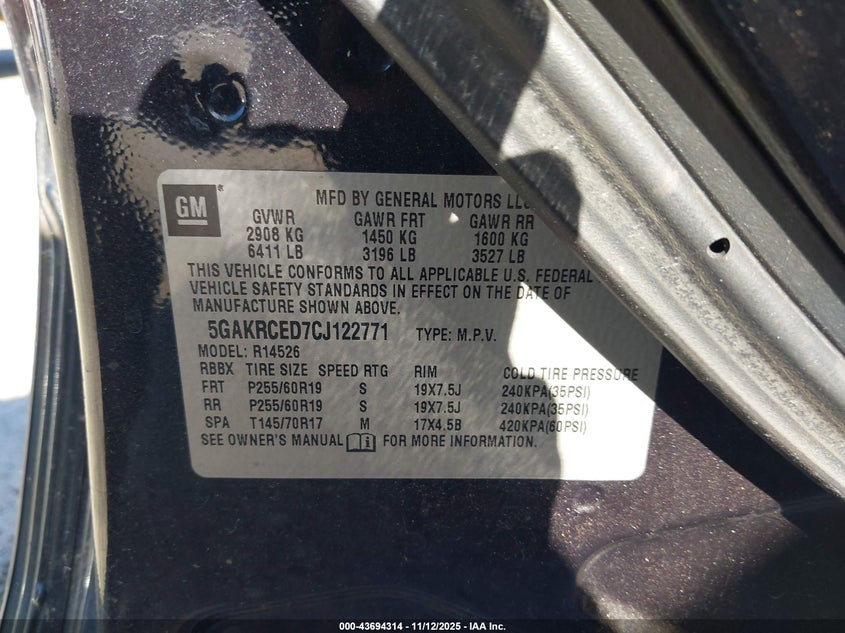 GM
MFD BY GENERAL MOTORS LLC
GVWR GAWR FRT GAWR RR
2908 KG 1450 KG 1600 KG
6411 LB 3196 LB 3527 LB
THIS VEHICLE CONFORMS TO ALL APPLICABLE U.S. FEDERAL
VEHICLE SAFETY STANDARDS IN EFFECT ON THE DATE OF
MANUFACTURE SHOWN ABOVE.
5GAKRCED7CJ122771 TYPE: M.P.V.
MODEL: R14526
RBBX TIRE SIZE SPEED RTG RIM COLD TIRE PRESSURE
FRT P255/60R19 S 19X7.5J 240KPA(35PSI)
RR P255/60R19 S 19X7.5J 240KPA(35PSI)
SPA T145/70R17 M 17X4.5B 420KPA(60PSI)
SEE OWNER'S MANUAL FOR MORE INFORMATION.
000-43694314 - 11/12/2025 - IAA Inc.